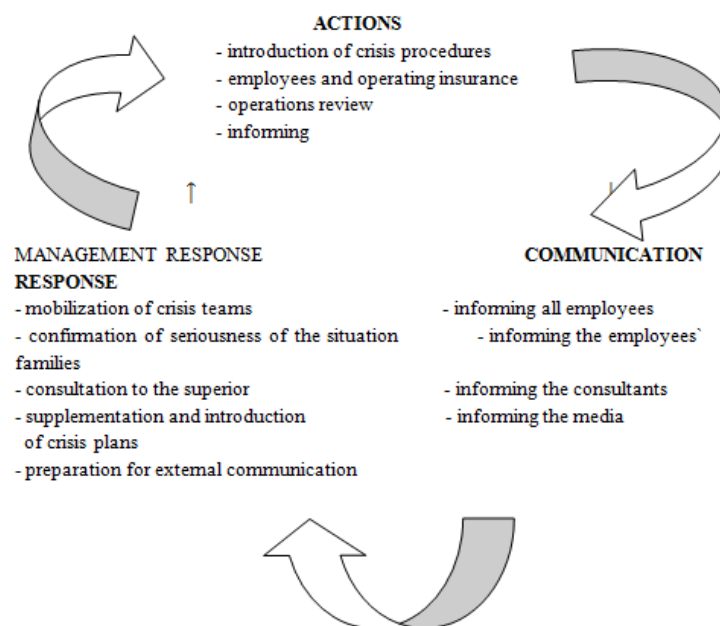 ACTIONS
- introduction of crisis procedures
- employees and operating insurance
- operations review
- informing
↑
MANAGEMENT RESPONSE COMMUNICATION
RESPONSE
- mobilization of crisis teams - informing all employees
- confirmation of seriousness of the situation - informing the employees`
families
- consultation to the superior - informing the consultants
- supplementation and introduction - informing the media
of crisis plans
- preparation for external communication